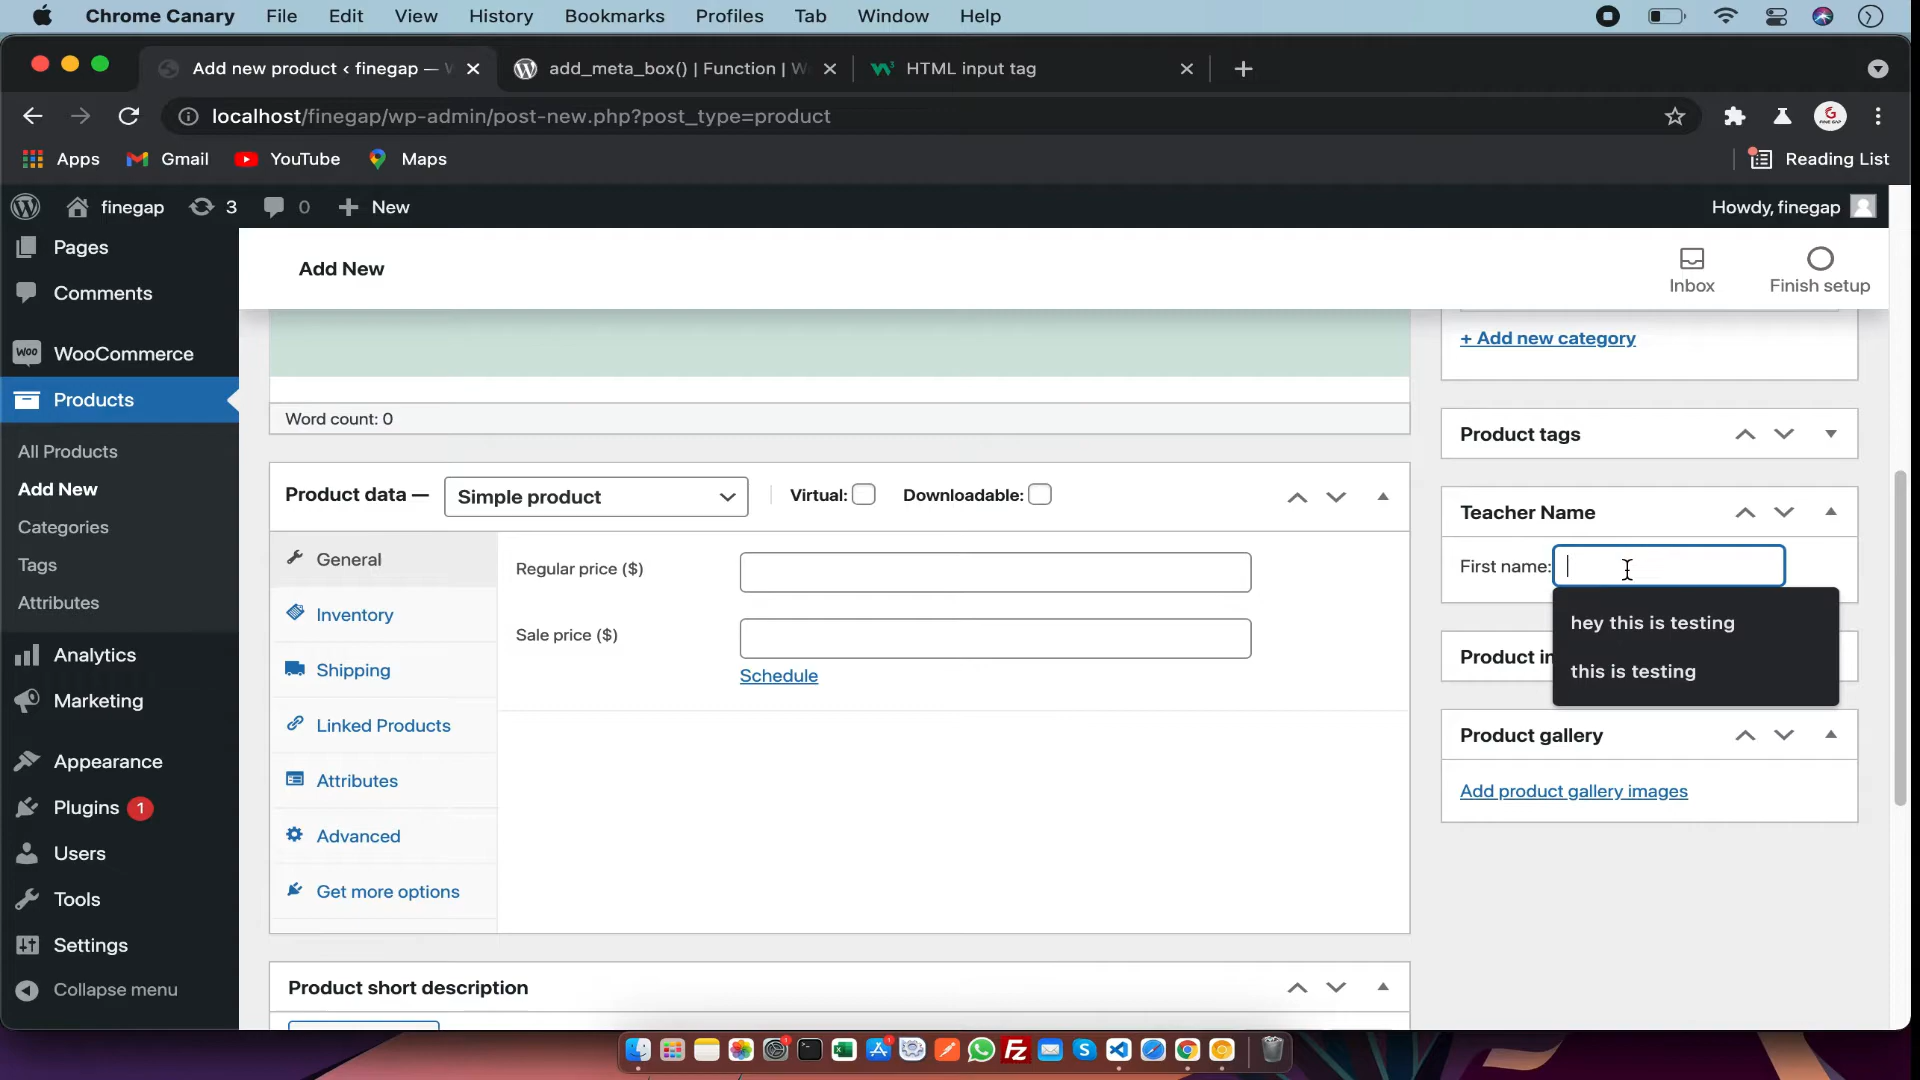 Chrome Canary File Edit View History Bookmarks Profiles Tab Window Help
Add new product ‹ finegap — W
add_meta_box() | Function | W
HTML input tag
localhost/finegap/wp-admin/post-new.php?post_type=product
Apps Gmail YouTube Maps Reading List
finegap 3 0 New Howdy, finegap
Pages
Comments
WooCommerce
Products
All Products
Add New
Categories
Tags
Attributes
Analytics
Marketing
Appearance
Plugins 1
Users
Tools
Settings
Collapse menu
Add New
Inbox
Finish setup
Word count: 0
Product data — Simple product Virtual: Downloadable:
General
Inventory
Shipping
Linked Products
Attributes
Advanced
Get more options
Regular price ($)
Sale price ($)
Schedule
Product short description
+ Add new category
Product tags
Teacher Name
First name:
hey this is testing
this is testing
Product in
Product gallery
Add product gallery images